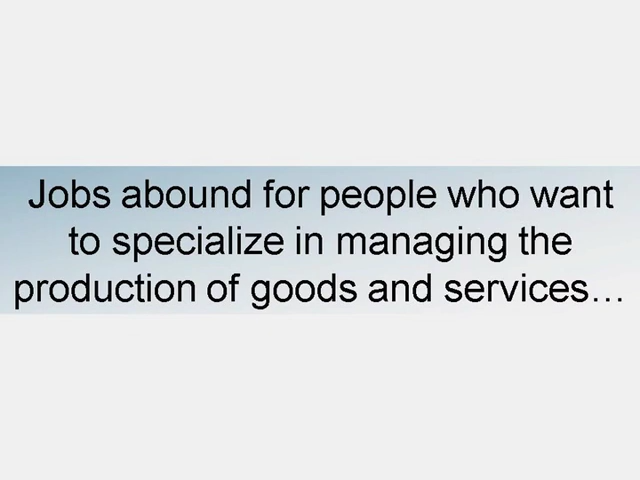 Jobs abound for people who want
to specialize in managing the
production of goods and services…